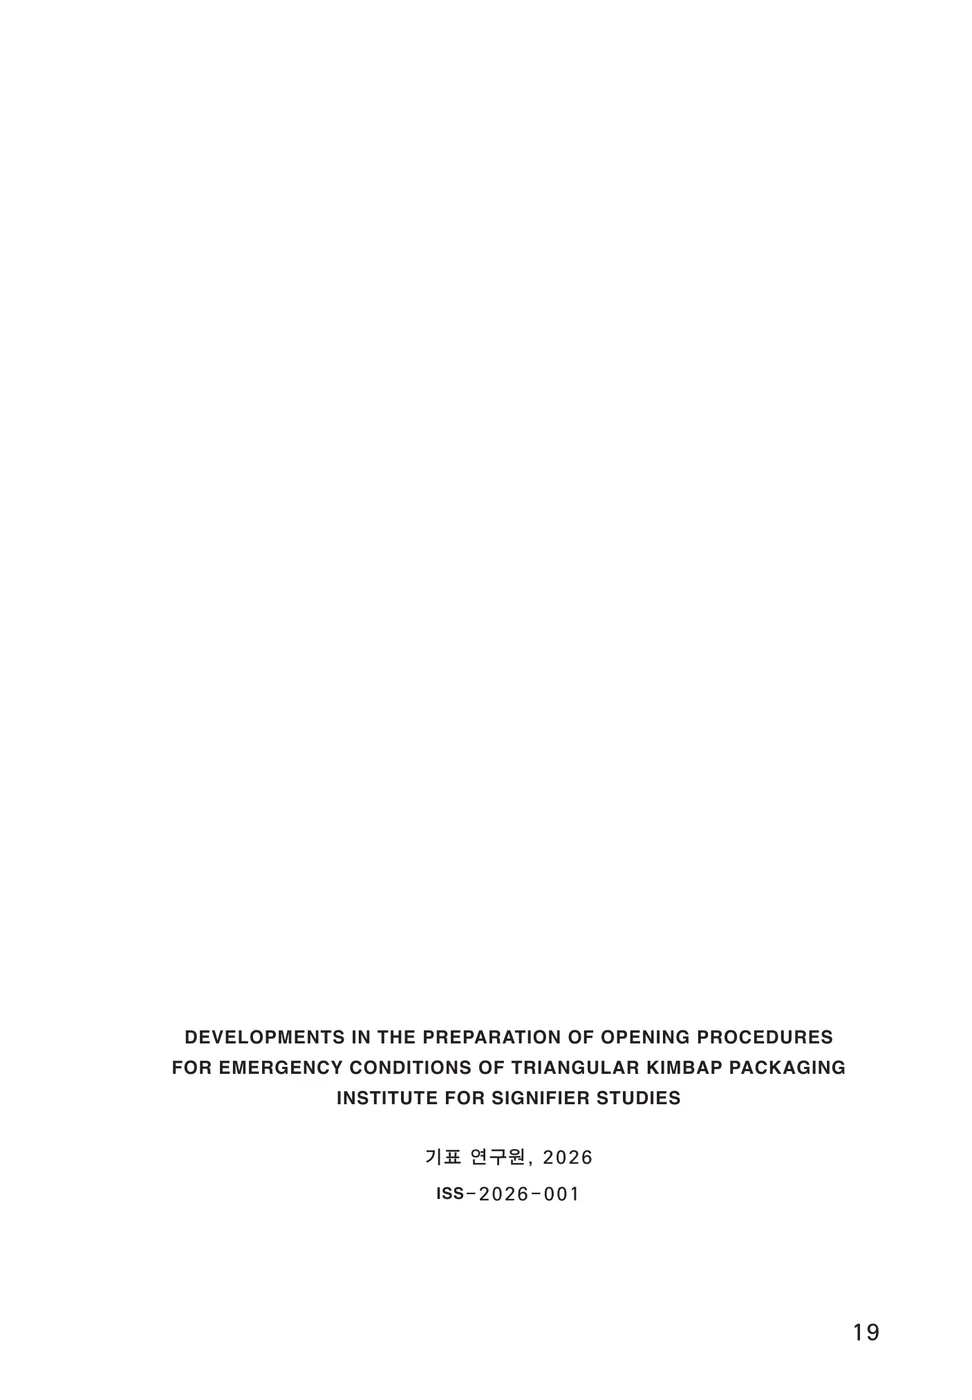 DEVELOPMENTS IN THE PREPARATION OF OPENING PROCEDURES
FOR EMERGENCY CONDITIONS OF TRIANGULAR KIMBAP PACKAGING
INSTITUTE FOR SIGNIFIER STUDIES
기표 연구원, 2026
ISS-2026-001
19